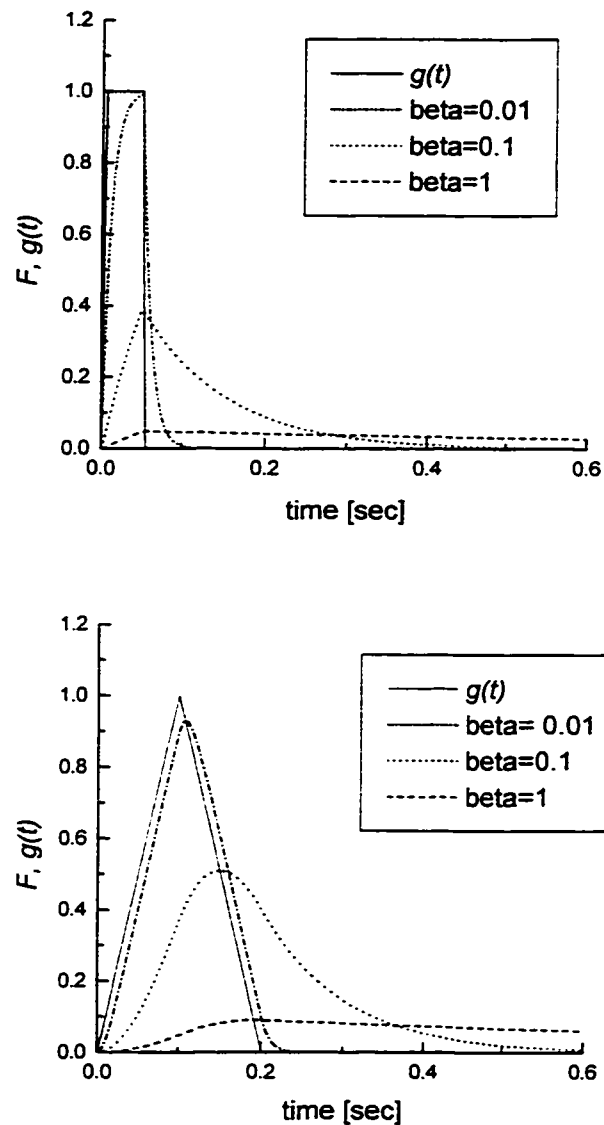 g(t)
beta=0.01
beta=0.1
beta=1
F, g(t)
1.2
1.0
0.8
0.6
0.4
0.2
0.0
0.0 0.2 0.4 0.6
time [sec]
g(t)
beta= 0.01
beta=0.1
beta=1
F, g(t)
1.2
1.0
0.8
0.6
0.4
0.2
0.0
0.0 0.2 0.4 0.6
time [sec]